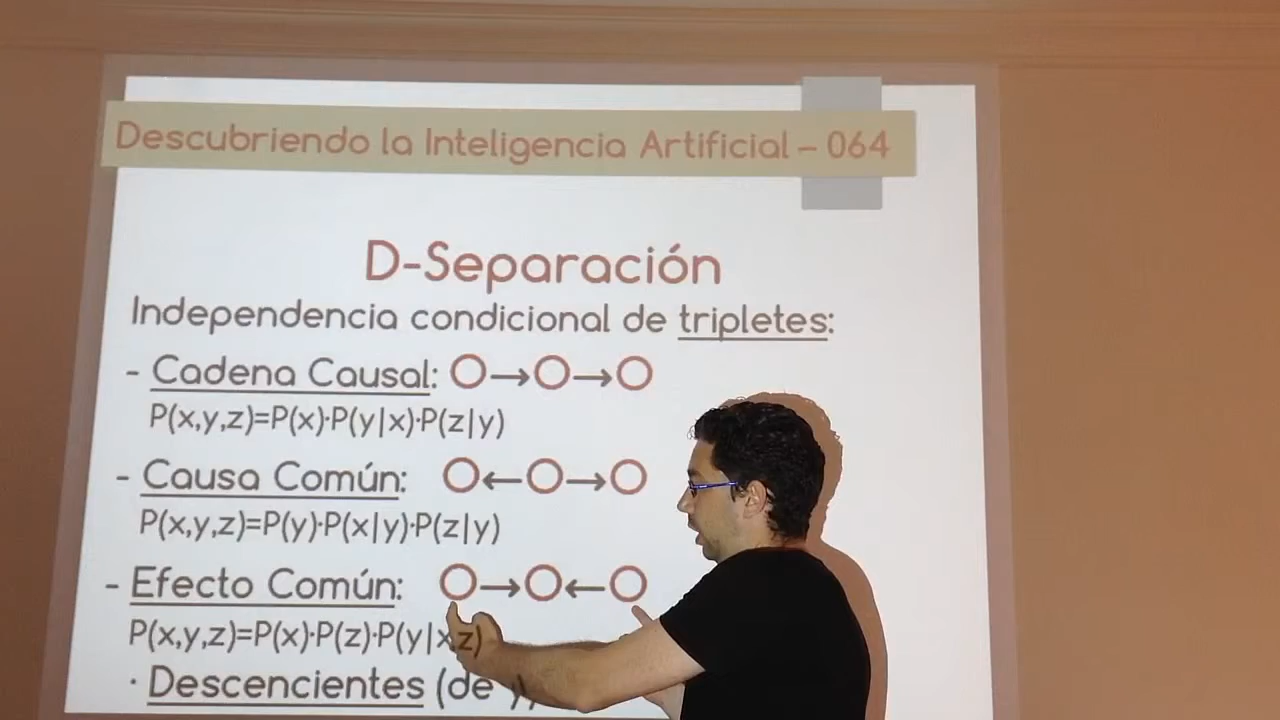 Descubriendo la Inteligencia Artificial – 064
D-Separación
Independencia condicional de tripletes:
- Cadena Causal: O→O→O
P(x,y,z)=P(x)·P(y|x)·P(z|y)
- Causa Común: O←O→O
P(x,y,z)=P(y)·P(x|y)·P(z|y)
- Efecto Común: O→O←O
P(x,y,z)=P(x)·P(z)·P(y|x,z)
· Descencientes (de y)